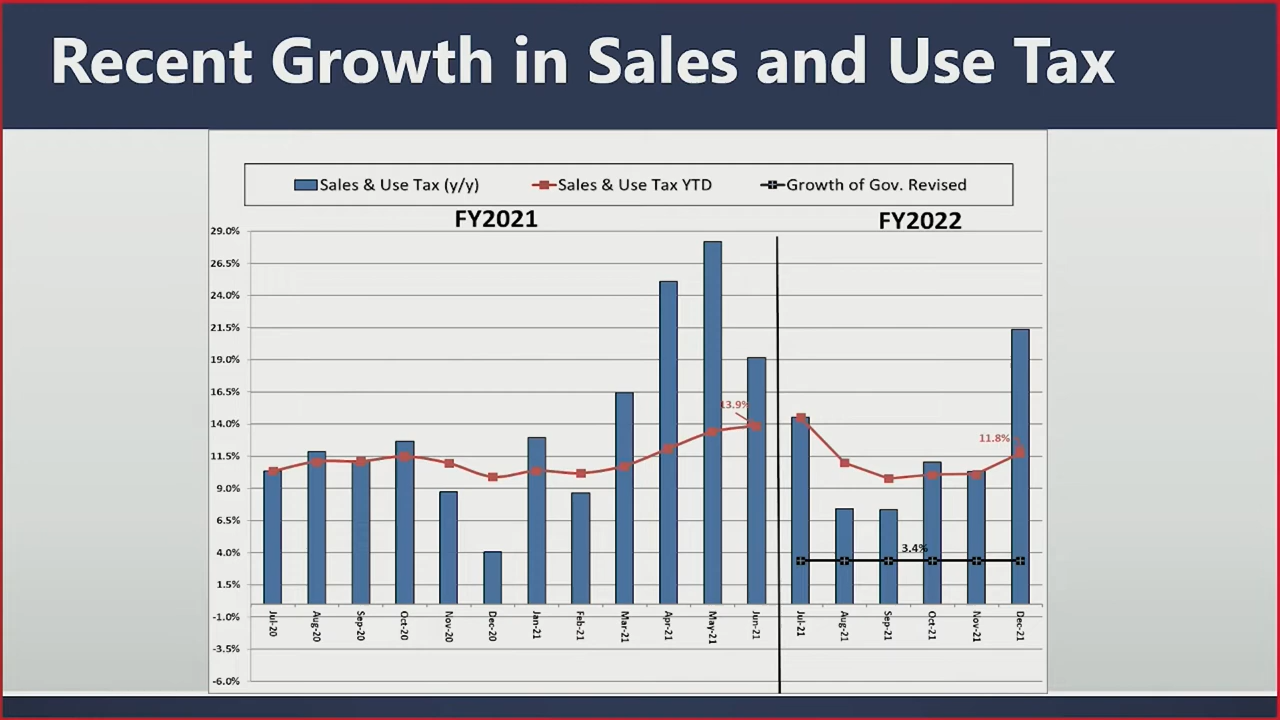 Recent Growth in Sales and Use Tax
Sales & Use Tax (y/y) Sales & Use Tax YTD Growth of Gov. Revised
FY2021 FY2022
29.0%
26.5%
24.0%
21.5%
19.0%
16.5%
14.0%
11.5%
9.0%
6.5%
4.0%
1.5%
-1.0%
-3.5%
-6.0%
13.9%
11.8%
3.4%
Jul-20
Aug-20
Sep-20
Oct-20
Nov-20
Dec-20
Jan-21
Feb-21
Mar-21
Apr-21
May-21
Jun-21
Jul-21
Aug-21
Sep-21
Oct-21
Nov-21
Dec-21